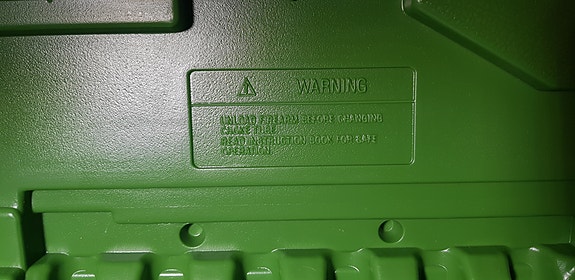 WARNING
UNLOAD FIREARM BEFORE CHANGING
CHOKE TUBE.
READ INSTRUCTION BOOK FOR SAFE
OPERATION.